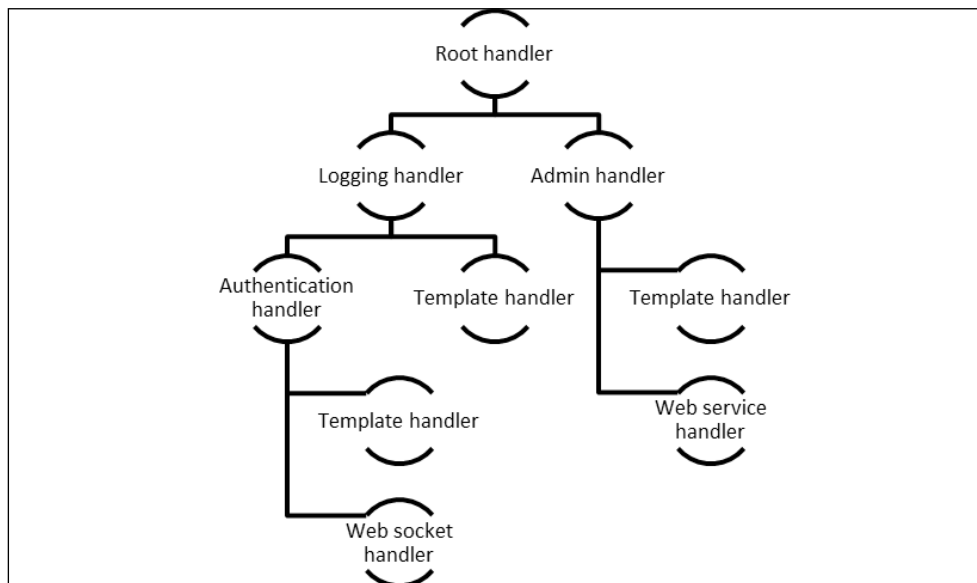 Root handler
Logging handler
Admin handler
Authentication
handler
Template handler
Template handler
Template handler
Web service
handler
Web socket
handler